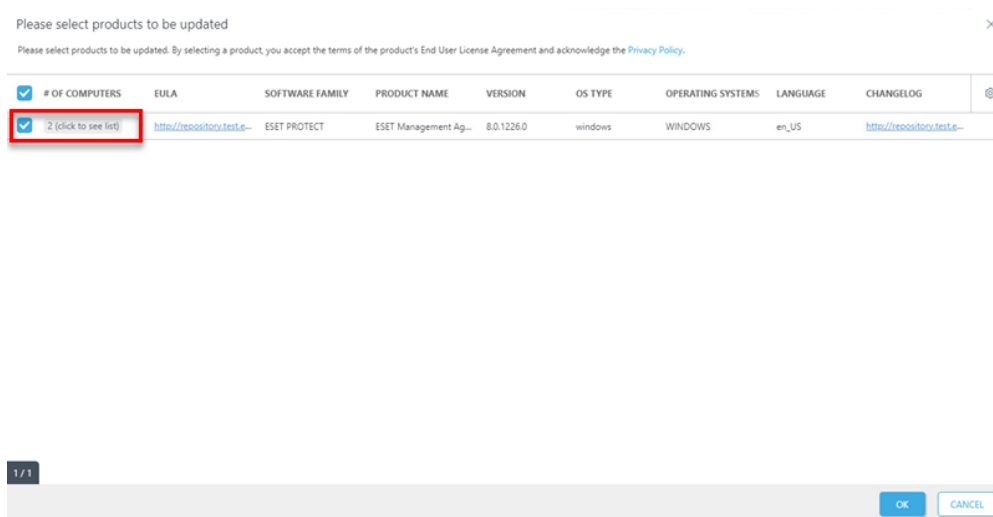 Please select products to be updated
Please select products to be updated. By selecting a product, you accept the terms of the product's End User License Agreement and acknowledge the Privacy Policy.
# OF COMPUTERS EULA SOFTWARE FAMILY PRODUCT NAME VERSION OS TYPE OPERATING SYSTEMS LANGUAGE CHANGELOG
2 (click to see list) http://repository.test.e... ESET PROTECT ESET Management Ag... 8.0.1226.0 windows WINDOWS en_US http://repository.test.e...
1 / 1
OK CANCEL